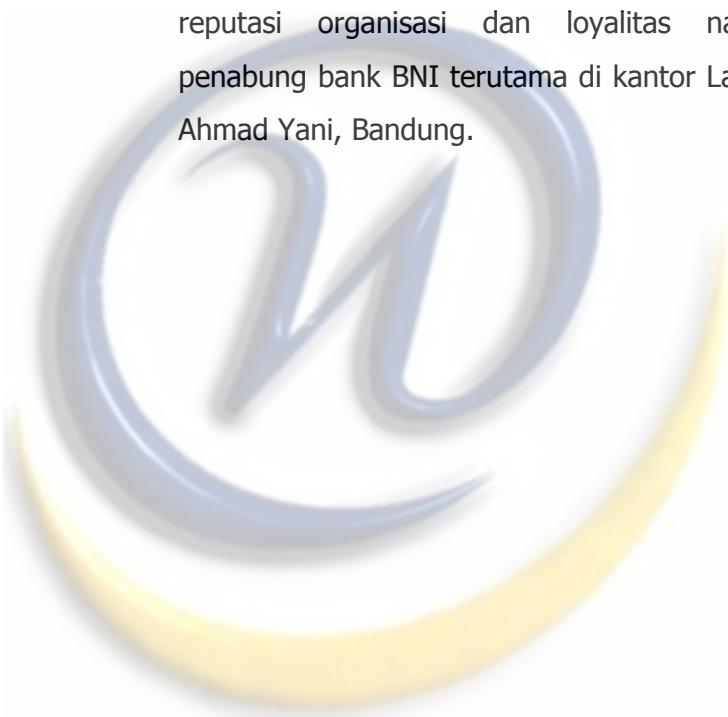 reputasi organisasi dan loyalitas
penabung bank BNI terutama di kantor
Ahmad Yani, Bandung.